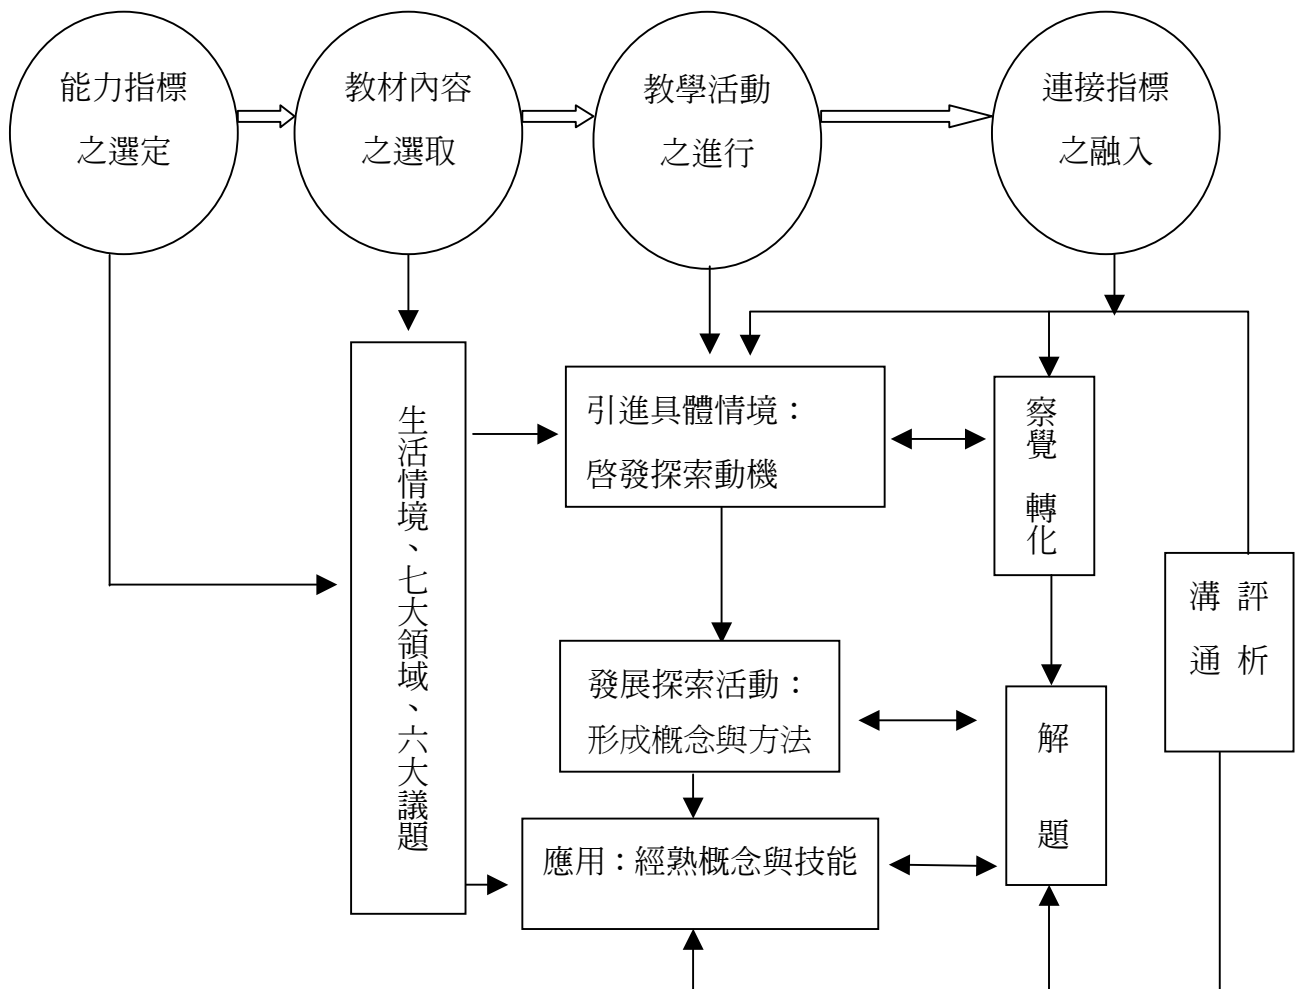 能力指標
之選定
教材內容
之選取
教學活動
之進行
連接指標
之融入
生活情境、七大領域、六大議題
引進具體情境：
啓發探索動機
察覺 轉化
評析
溝通
發展探索活動：
形成概念與方法
解題
應用：經熟概念與技能